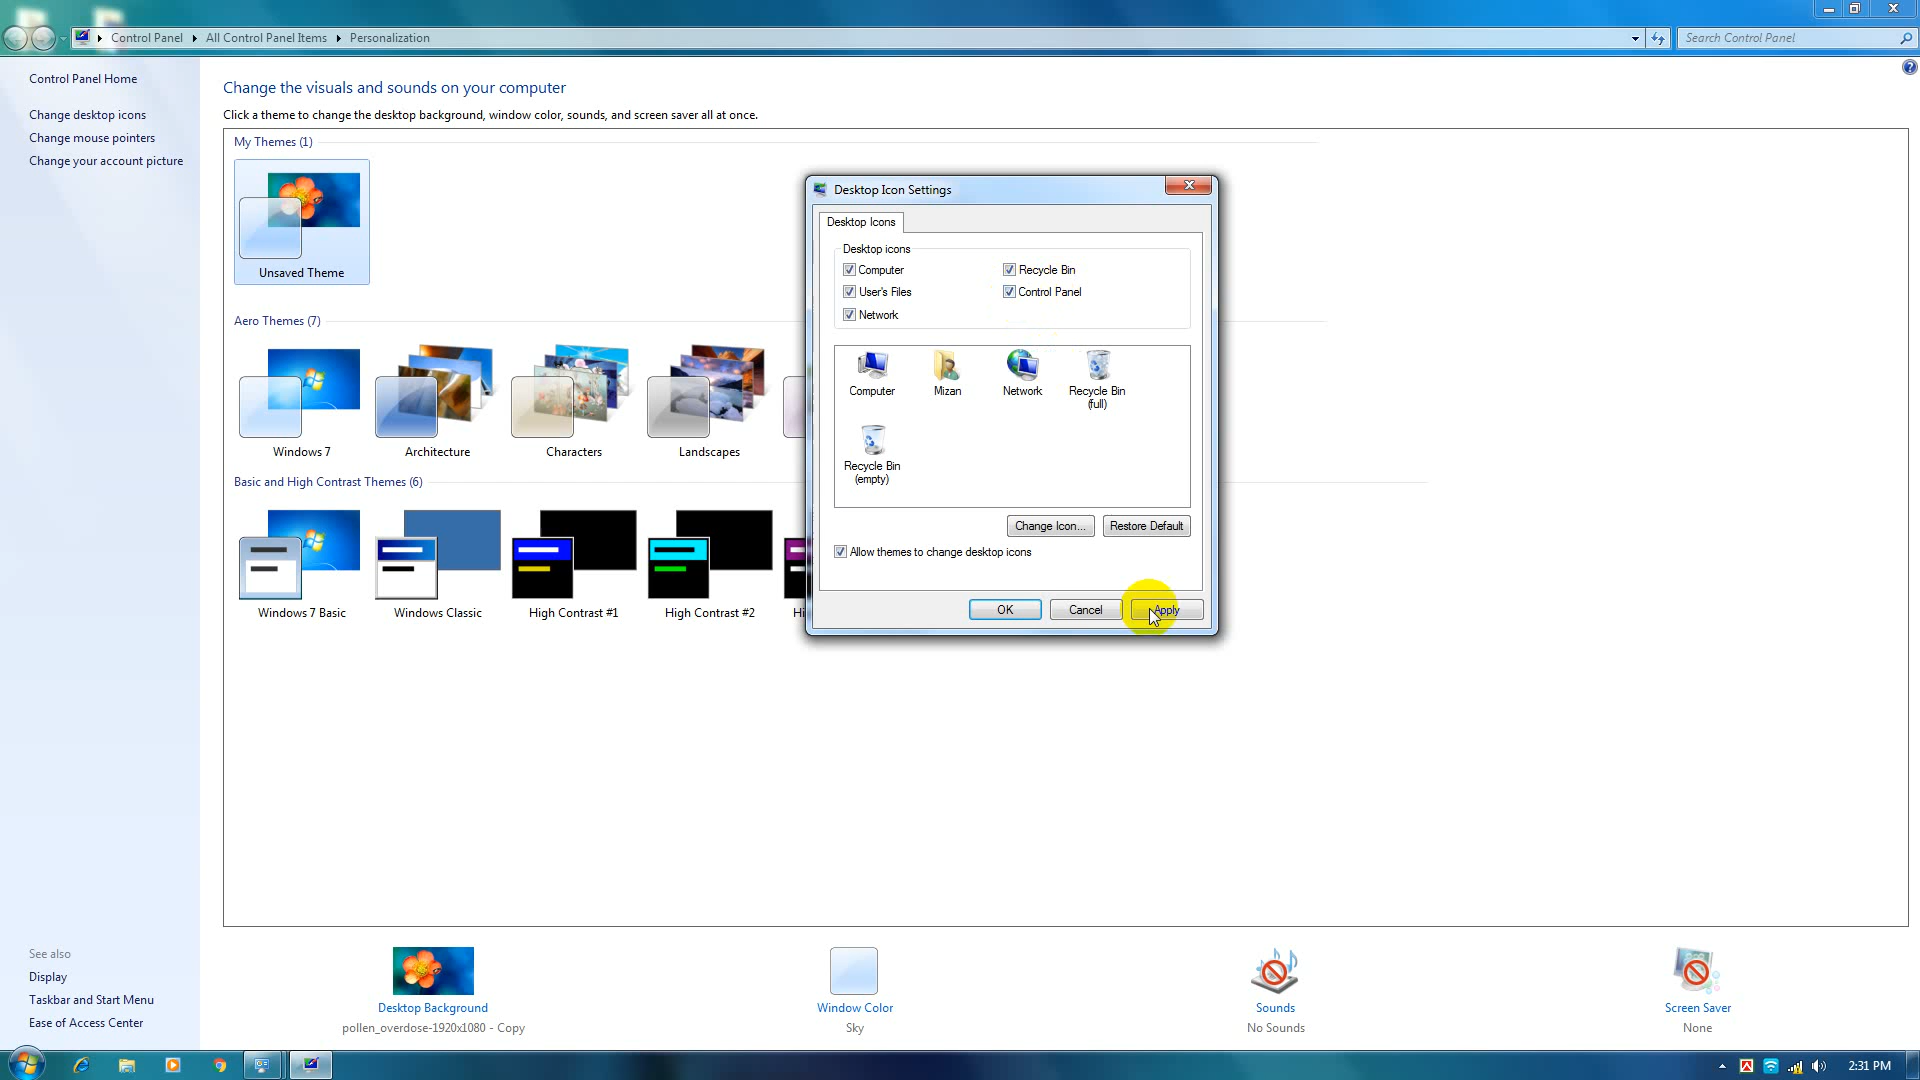 Control Panel
All Control Panel Items
Personalization
Search Control Panel
Control Panel Home
Change desktop icons
Change mouse pointers
Change your account picture
Change the visuals and sounds on your computer
Click a theme to change the desktop background, window color, sounds, and screen saver all at once.
My Themes (1)
Unsaved Theme
Aero Themes (7)
Windows 7
Architecture
Characters
Landscapes
Basic and High Contrast Themes (6)
Windows 7 Basic
Windows Classic
High Contrast #1
High Contrast #2
Hi
Desktop Icon Settings
Desktop Icons
Desktop icons
Computer
Recycle Bin
User's Files
Control Panel
Network
Computer
Mizan
Network
Recycle Bin
(full)
Recycle Bin
(empty)
Change Icon...
Restore Default
Allow themes to change desktop icons
OK
Cancel
Apply
See also
Display
Taskbar and Start Menu
Ease of Access Center
Desktop Background
pollen_overdose-1920x1080 - Copy
Window Color
Sky
Sounds
No Sounds
Screen Saver
None
2:31 PM